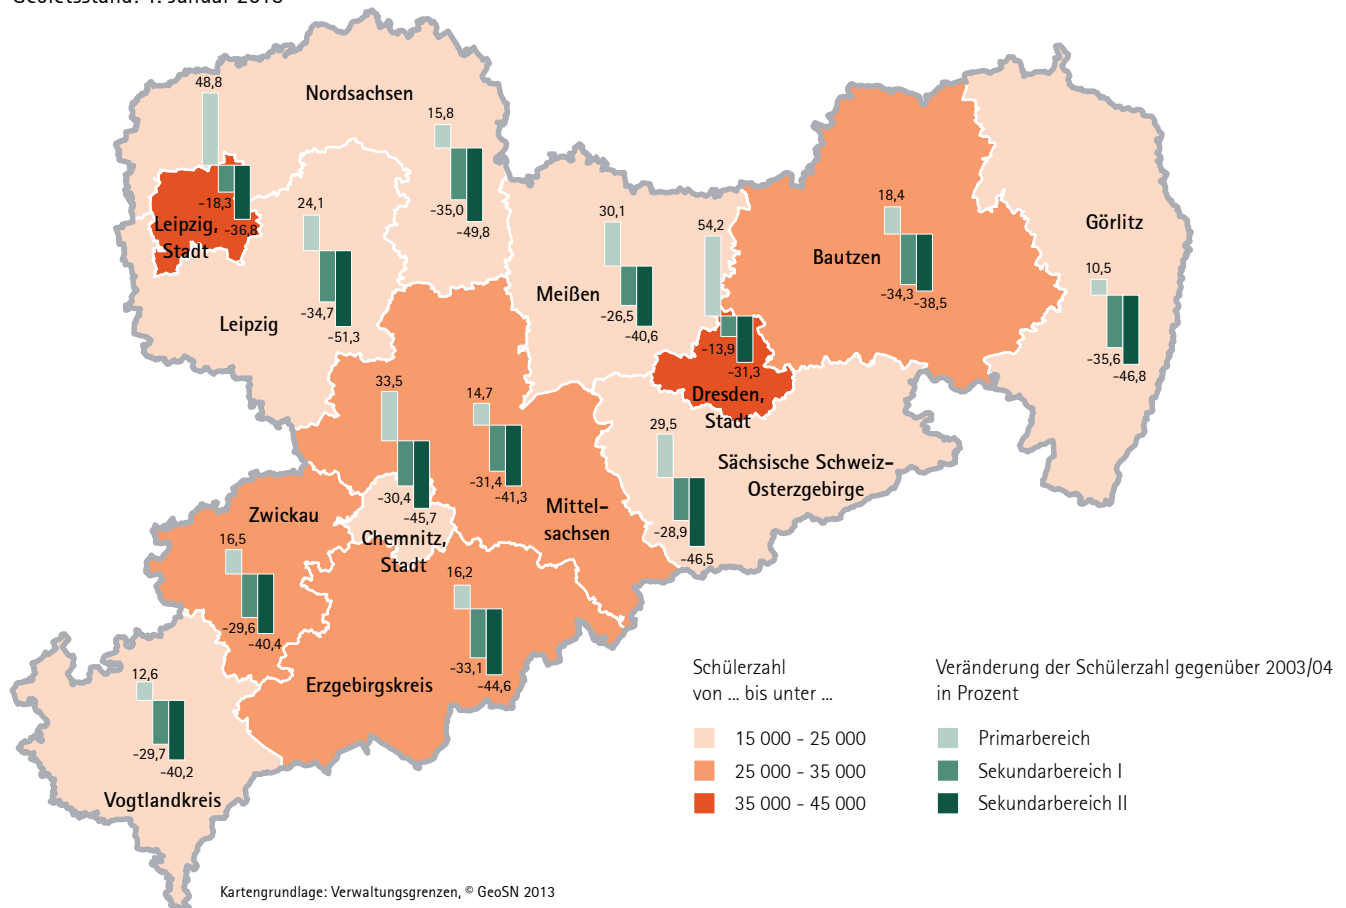 Gebietsstand: 1. Januar 2018
Nordsachsen
48,8
15,8
-35,0
-49,8
-18,3
Leipzig,
-36,8
Stadt
24,1
-34,7
-51,3
Leipzig
30,1
Meißen
-26,5
-40,6
54,2
-13,9
-31,3
Dresden,
Stadt
18,4
Bautzen
-34,3
-38,5
Görlitz
10,5
-35,6
-46,8
33,5
-30,4
-45,7
Chemnitz,
Stadt
14,7
-31,4
-41,3
Mittel-
sachsen
29,5
Sächsische Schweiz-
Osterzgebirge
-28,9
-46,5
Zwickau
16,5
-29,6
-40,4
16,2
Erzgebirgskreis
-33,1
-44,6
12,6
-29,7
-40,2
Vogtlandkreis
Schülerzahl
von ... bis unter ...
15 000 - 25 000
25 000 - 35 000
35 000 - 45 000
Veränderung der Schülerzahl gegenüber 2003/04
in Prozent
Primarbereich
Sekundarbereich I
Sekundarbereich II
Kartengrundlage: Verwaltungsgrenzen, © GeoSN 2013